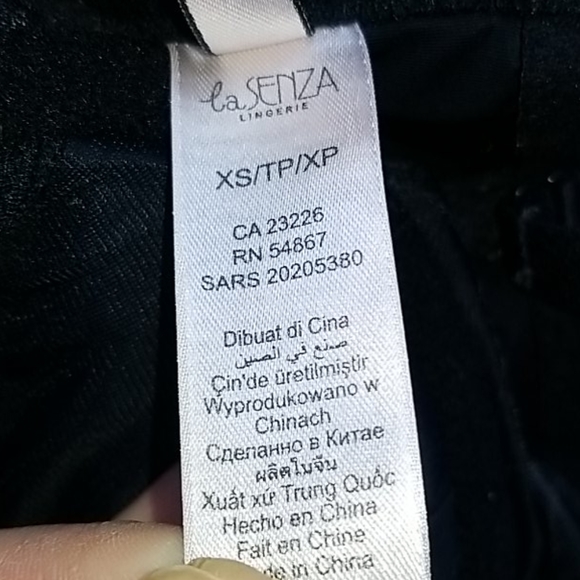 la SENZA
LINGERIE
XS/TP/XP
CA 23226
RN 54867
SARS 20205380
Dibuat di Cina
صنع في الصين
Çin'de üretilmiştir
Wyprodukowano w
Chinach
Сделанно в Китае
ผลิตในจีน
Xuất xứ Trung Quốc
Hecho en China
Fait en Chine
in China